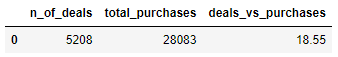 n_of_deals total_purchases deals_vs_purchases
0 5208 28083 18.55